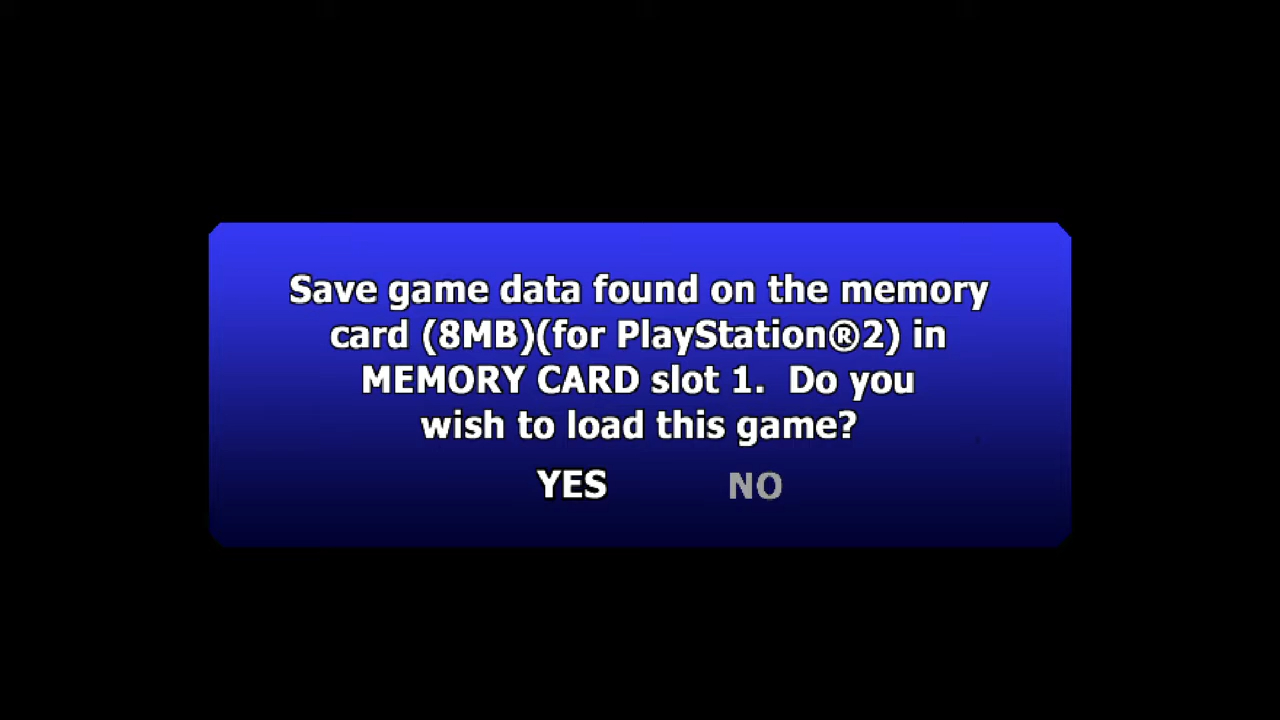 Save game data found on the memory
card (8MB)(for PlayStation®2) in
MEMORY CARD slot 1.  Do you
wish to load this game?
YES NO